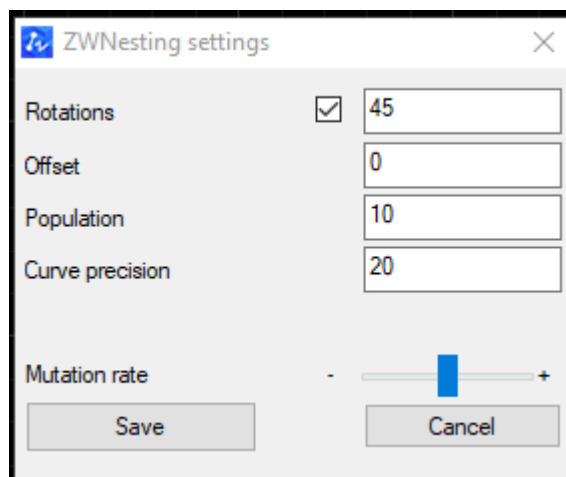 ZWNesting settings
Rotations 45
Offset 0
Population 10
Curve precision 20
Mutation rate - +
Save Cancel